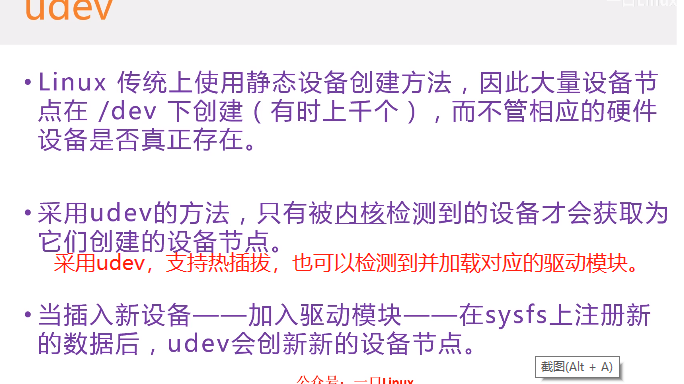 udev
一口Linux
• Linux 传统上使用静态设备创建方法，因此大量设备节
点在 /dev 下创建（有时上千个），而不管相应的硬件
设备是否真正存在。
• 采用udev的方法，只有被内核检测到的设备才会获取为
它们创建的设备节点。
采用udev，支持热插拔，也可以检测到并加载对应的驱动模块。
• 当插入新设备——加入驱动模块——在sysfs上注册新
的数据后，udev会创新新的设备节点。
截图(Alt + A)
公众号：一口Linux